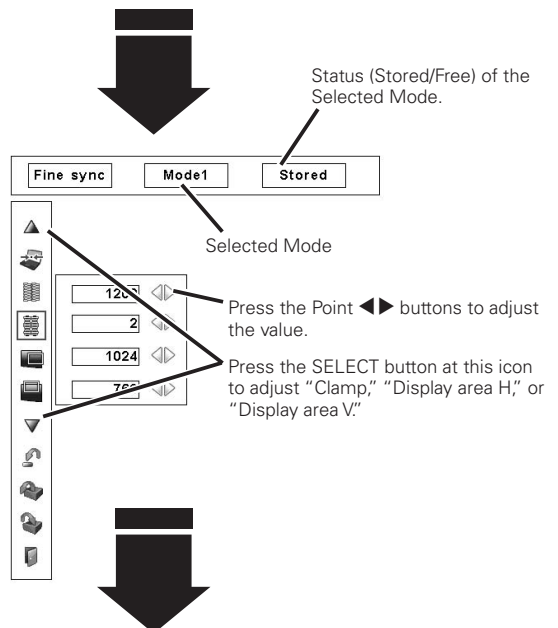 Status (Stored/Free) of the
Selected Mode.
Fine sync
Mode1
Stored
Selected Mode
2
1024
Press the Point ◀▶ buttons to adjust
the value.
Press the SELECT button at this icon
to adjust “Clamp,” “Display area H,” or
“Display area V.”